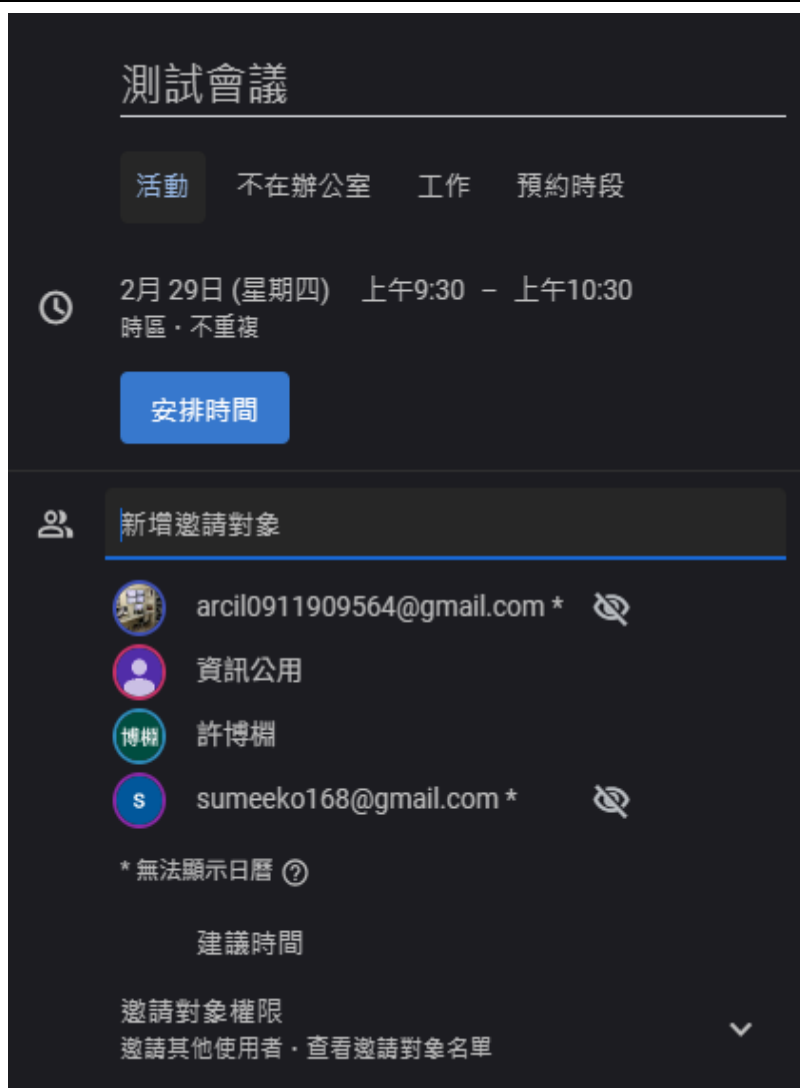 測試會議
活動 不在辦公室 工作 預約時段
2月 29日 (星期四) 上午9:30 – 上午10:30
時區・不重複
安排時間
新增邀請對象
arcil0911909564@gmail.com *
資訊公用
博棩 許博棩
S sumeeko168@gmail.com *
* 無法顯示日曆 ?
建議時間
邀請對象權限
邀請其他使用者・查看邀請對象名單